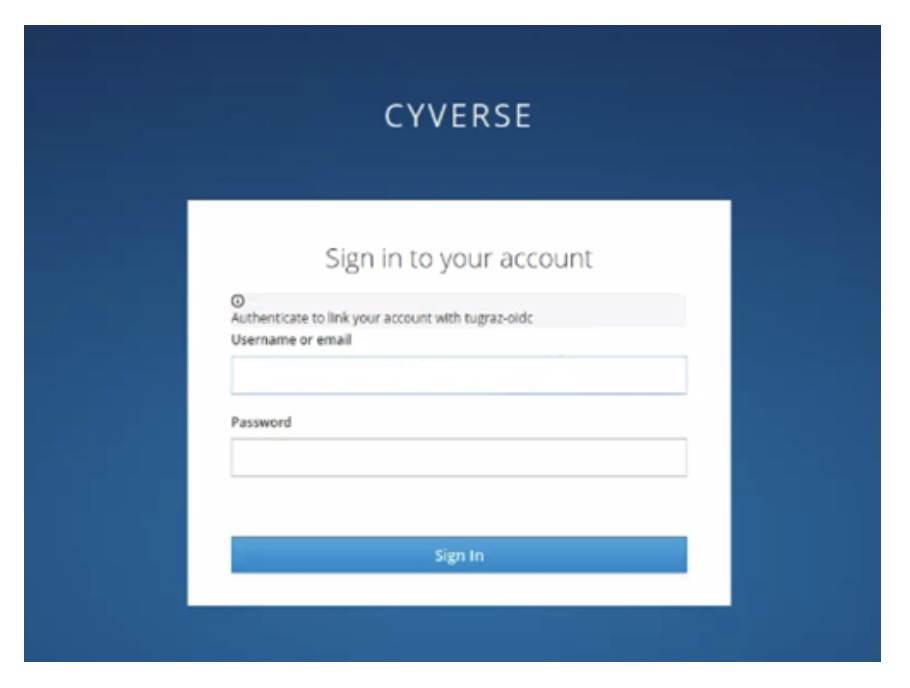 CYVERSE
Sign in to your account
Authenticate to link your account with tugraz-oidc
Username or email
Password
Sign In